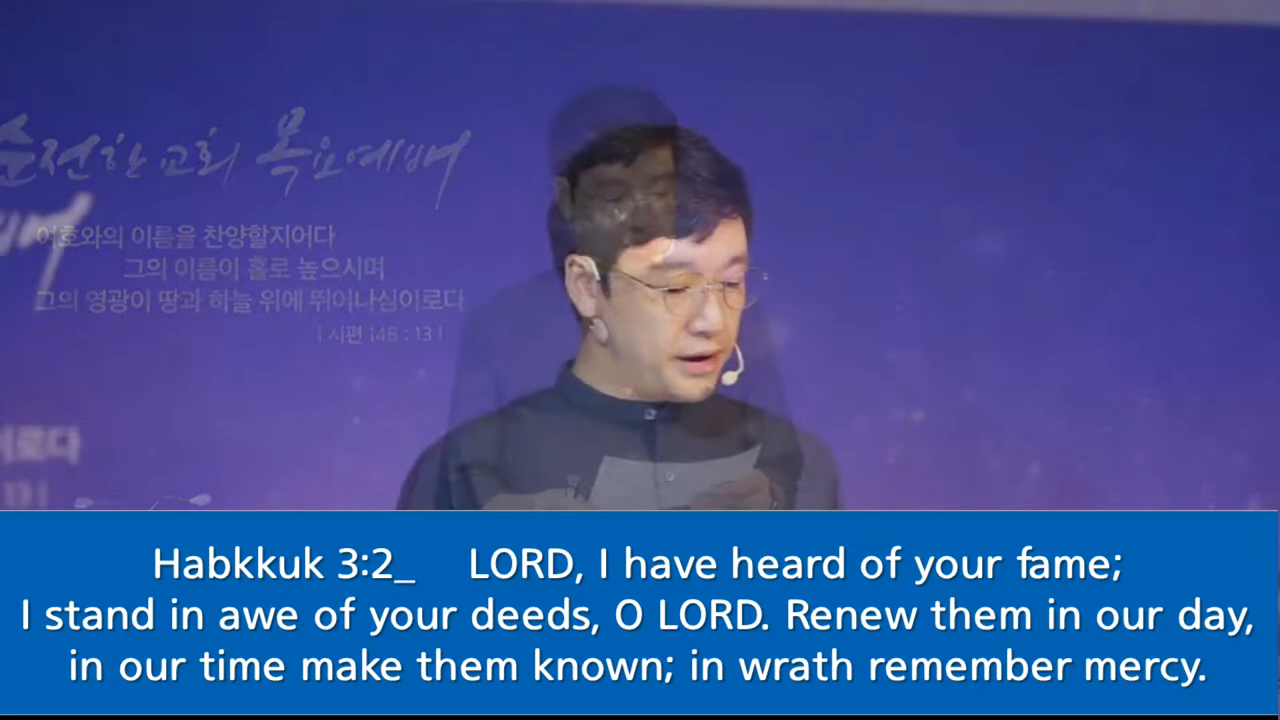 순전한 교회 목요예배
여호와의 이름을 찬양할지어다
그의 이름이 홀로 높으시며
그의 영광이 땅과 하늘 위에 뛰어나심이로다
[ 시편 148 : 13 ]
이로다
13 ]
Habkkuk 3:2_ LORD, I have heard of your fame;
I stand in awe of your deeds, O LORD. Renew them in our day,
in our time make them known; in wrath remember mercy.